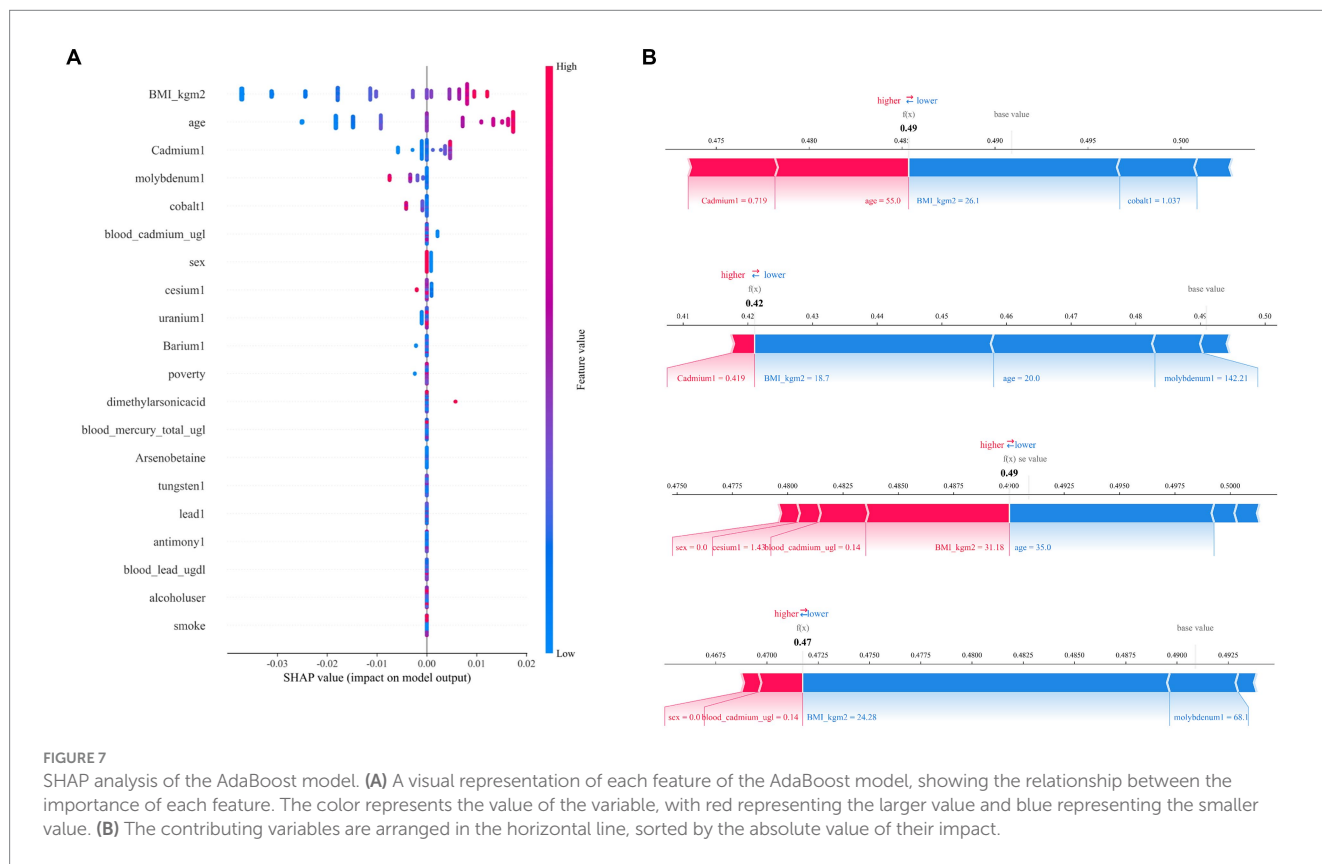 A
High
BMI_kgm2
age
Cadmium1
molybdenum1
cobalt1
blood_cadmium_ugl
sex
cesium1
uranium1
Barium1
poverty
dimethylarsonicacid
blood_mercury_total_ugl
Arsenobetaine
tungsten1
lead1
antimony1
blood_lead_ugdl
alcoholuser
smoke
Low
Feature value
-0.03 -0.02 -0.01 0.00 0.01 0.02
SHAP value (impact on model output)
B
higher ⇄ lower
f(x) base value
0.49
0.475 0.480 0.485 0.490 0.495 0.500
Cadmium1 = 0.719 age = 55.0 BMI_kgm2 = 26.1 cobalt1 = 1.037
higher ⇄ lower
f(x) base value
0.42
0.41 0.42 0.43 0.44 0.45 0.46 0.47 0.48 0.49 0.50
Cadmium1 = 0.419 BMI_kgm2 = 18.7 age = 20.0 molybdenum1 = 142.21
higher ⇄ lower
f(x) se value
0.49
0.4750 0.4775 0.4800 0.4825 0.4850 0.4875 0.4900 0.4925 0.4950 0.4975 0.5000
sex = 0.0 cesium1 = 1.43 blood_cadmium_ugl = 0.14 BMI_kgm2 = 31.18 age = 35.0
higher ⇄ lower
f(x) base value
0.47
0.4675 0.4700 0.4725 0.4750 0.4775 0.4800 0.4825 0.4850 0.4875 0.4900 0.4925
sex = 0.0 blood_cadmium_ugl = 0.14 BMI_kgm2 = 24.28 molybdenum1 = 68.1
FIGURE 7
SHAP analysis of the AdaBoost model. (A) A visual representation of each feature of the AdaBoost model, showing the relationship between the
importance of each feature. The color represents the value of the variable, with red representing the larger value and blue representing the smaller
value. (B) The contributing variables are arranged in the horizontal line, sorted by the absolute value of their impact.